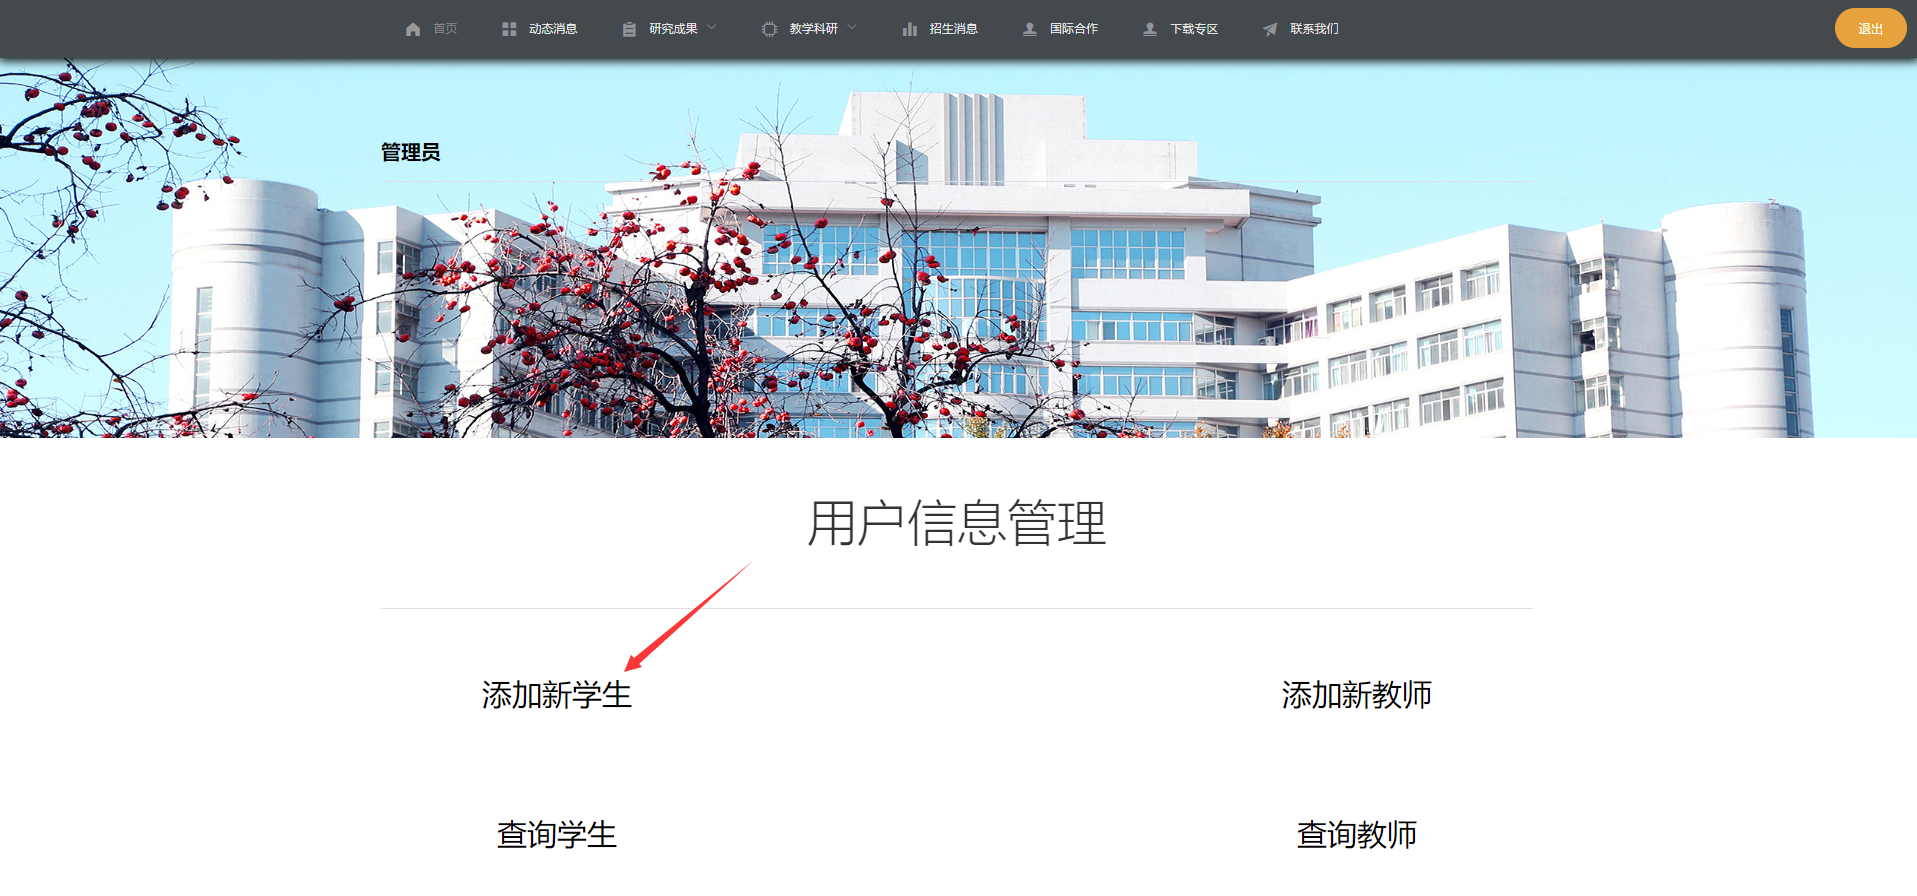 首页 动态消息 研究成果 教学科研 招生消息 国际合作 下载专区 联系我们 退出
管理员
用户信息管理
添加新学生 添加新教师
查询学生 查询教师